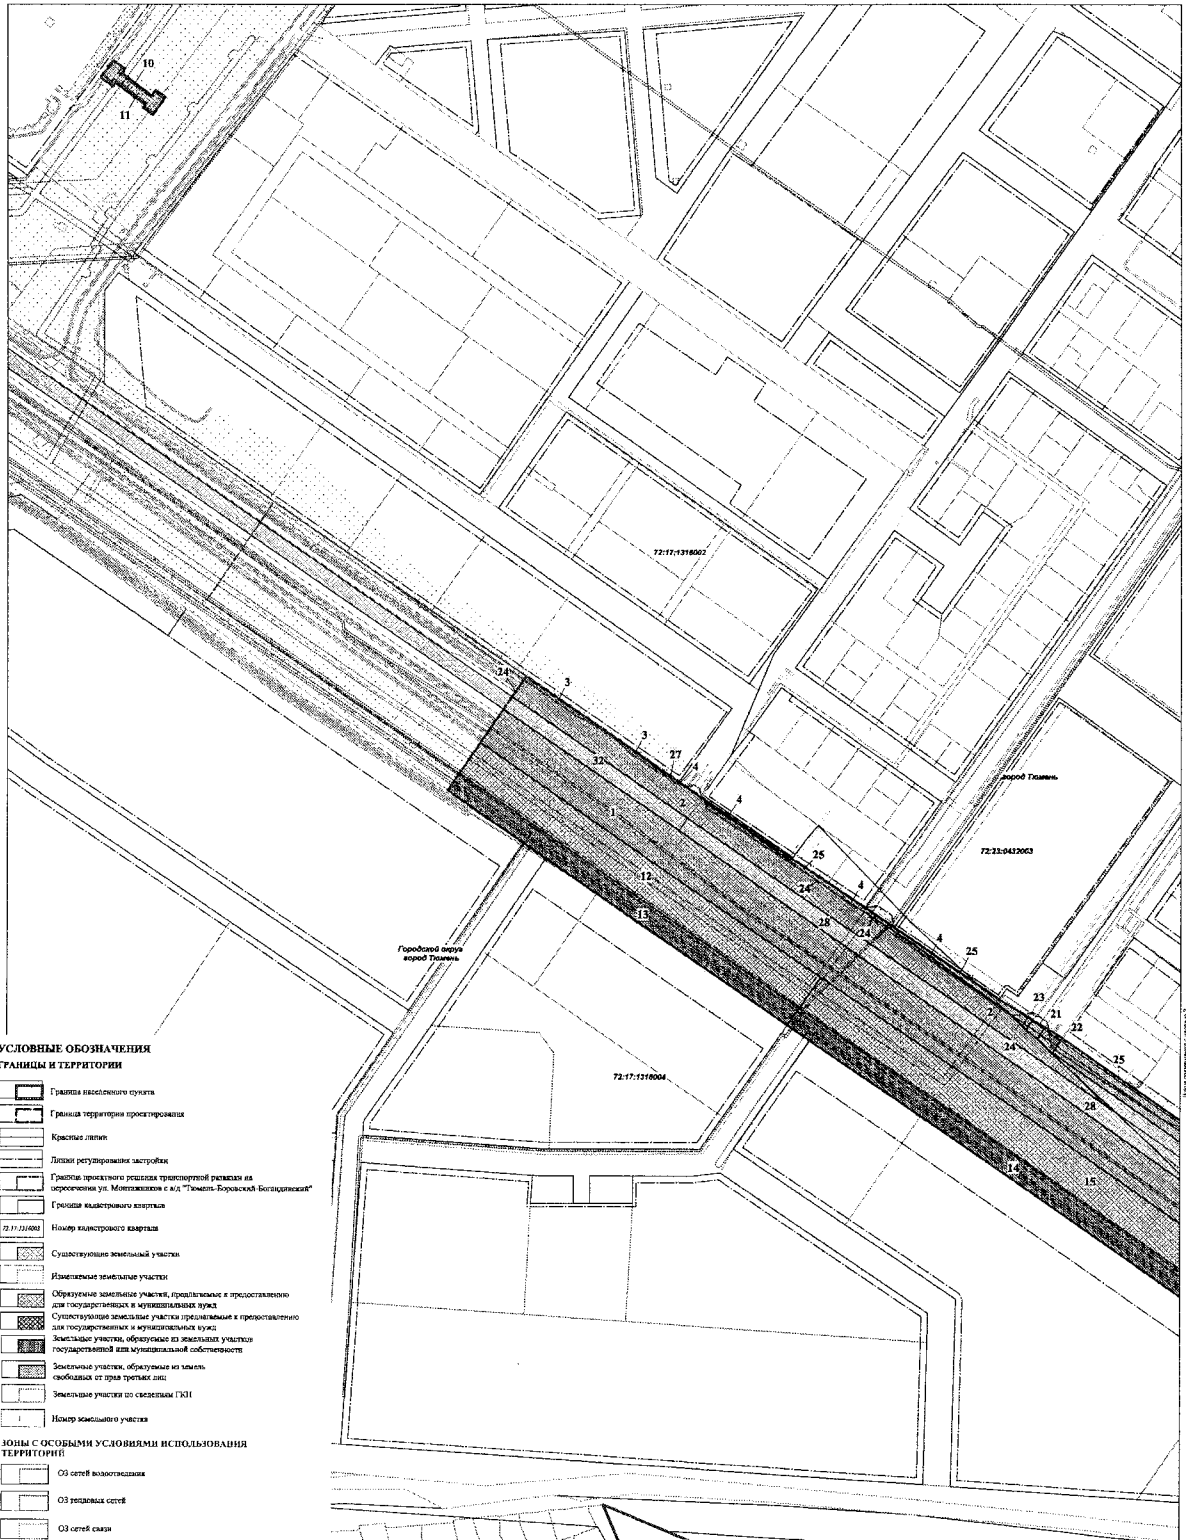 10
11
72:17:1316002
24
3
3
27
4
32
2
4
1
город Тюмень
25
72:23:0432003
12
24
4
13
28
24
4
25
Городской округ
город Тюмень
2
23
21
22
24
25
72:17:1316004
28
14
15
УСЛОВНЫЕ ОБОЗНАЧЕНИЯ
ГРАНИЦЫ И ТЕРРИТОРИИ
Граница населенного пункта
Граница территории проектирования
Красные линии
Линии регулирования застройки
Граница проектного решения транспортной развязки на
пересечении ул. Монтажников с а/д "Тюмень-Боровский-Богандинский"
Граница кадастрового квартала
72:17:1316003 Номер кадастрового квартала
Существующие земельный участки
Изменяемые земельные участки
Образуемые земельные участки, предлагаемые к предоставлению
для государственных и муниципальных нужд
Существующие земельные участки предлагаемые к предоставлению
для государственных и муниципальных нужд
Земельные участки, образуемые из земельных участков
государственной или муниципальной собственности
Земельные участки, образуемые из земель
свободных от прав третьих лиц
Земельные участки по сведениям ГКН
1 Номер земельного участка
ЗОНЫ С ОСОБЫМИ УСЛОВИЯМИ ИСПОЛЬЗОВАНИЯ
ТЕРРИТОРИЙ
ОЗ сетей водоотведения
ОЗ тепловых сетей
ОЗ сетей связи